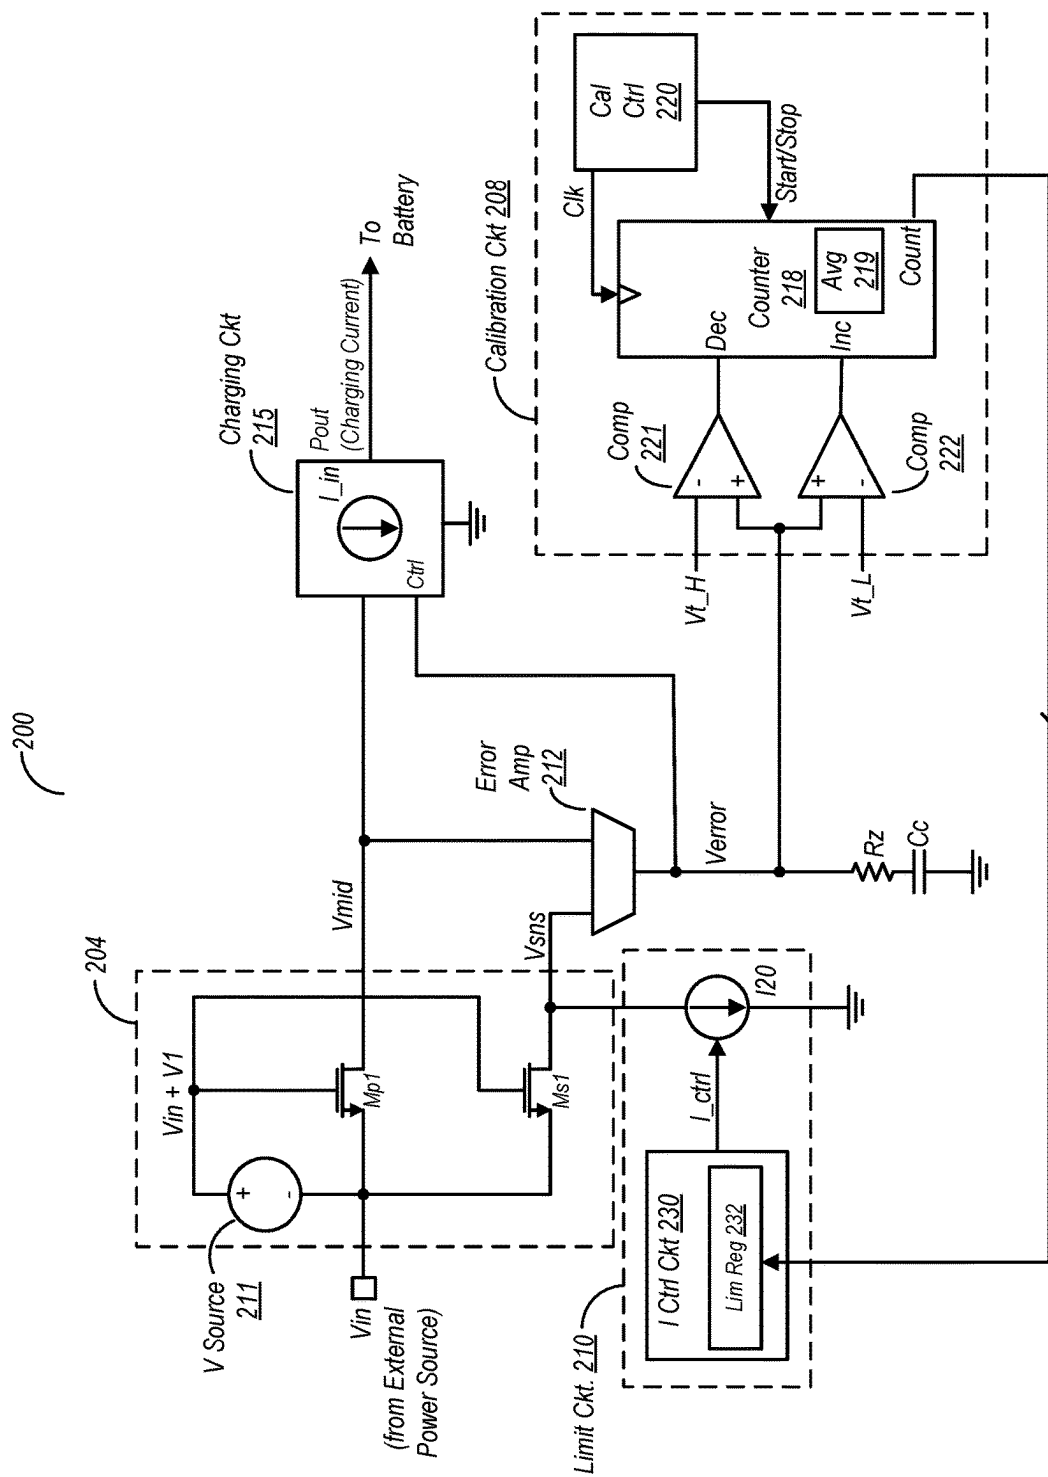 200
204
V Source
211
+
-
Vin + V1
Mp1
Ms1
Vin
(from External
Power Source)
Vmid
Vsns
Error
Amp
212
Verror
Rz
Cc
Charging Ckt
215
I_in
Ctrl
Pout
(Charging Current)
To
Battery
Limit Ckt. 210
I Ctrl Ckt 230
Lim Reg 232
I_ctrl
I20
Calibration Ckt 208
Vt_H
Vt_L
Comp
221
-
+
Comp
222
+
-
Dec
Inc
Counter
218
Avg
219
Count
Clk
Start/Stop
Cal
Ctrl
220